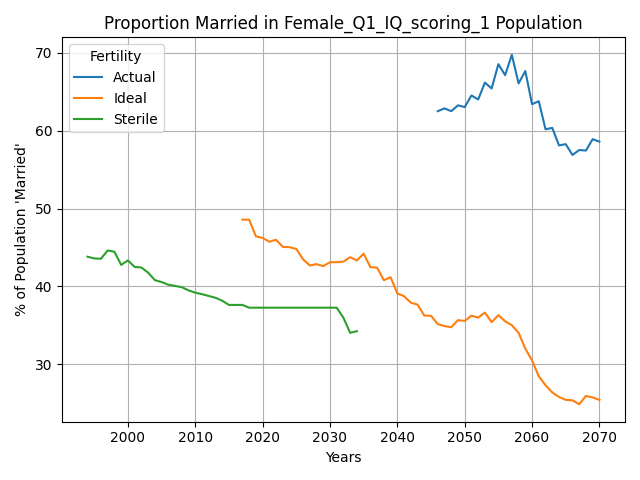 Proportion Married in Female_Q1_IQ_scoring_1 Population
Fertility
Actual
Ideal
Sterile
% of Population 'Married'
70
60
50
40
30
2000
2010
2020
2030
2040
2050
2060
2070
Years